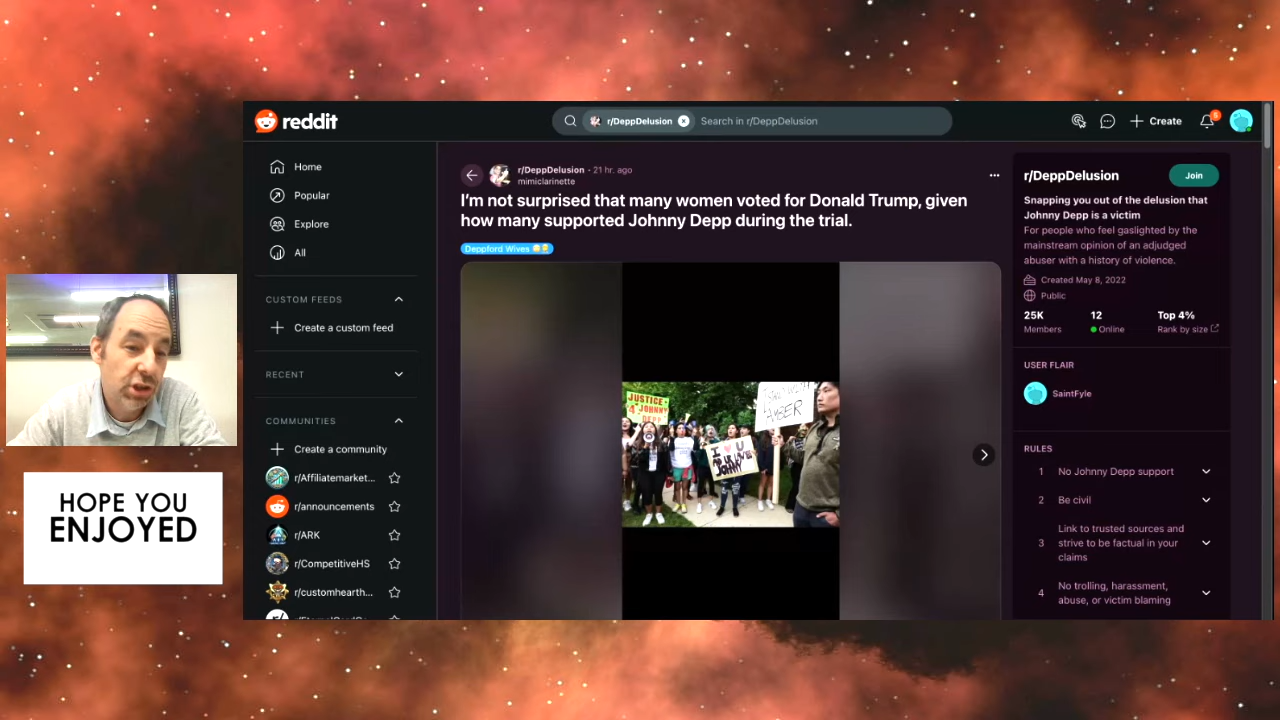 reddit
r/DeppDelusion
Search in r/DeppDelusion
Create
5
Home
Popular
Explore
All
CUSTOM FEEDS
Create a custom feed
RECENT
COMMUNITIES
Create a community
r/Affiliatemarket...
r/announcements
r/ARK
r/CompetitiveHS
r/customhearth...
r/DeppDelusion · 21 hr. ago
mimiclarinette
I'm not surprised that many women voted for Donald Trump, given
how many supported Johnny Depp during the trial.
Deppford Wives
JUSTICE
4 JOHNNY
DEPP
AMBER
I U
JOHNNY
r/DeppDelusion
Join
Snapping you out of the delusion that
Johnny Depp is a victim
For people who feel gaslighted by the
mainstream opinion of an adjudged
abuser with a history of violence.
Created May 8, 2022
Public
25K 12 Top 4%
Members Online Rank by size
USER FLAIR
SaintFyle
RULES
1 No Johnny Depp support
2 Be civil
3 Link to trusted sources and
strive to be factual in your
claims
4 No trolling, harassment,
abuse, or victim blaming
HOPE YOU
ENJOYED